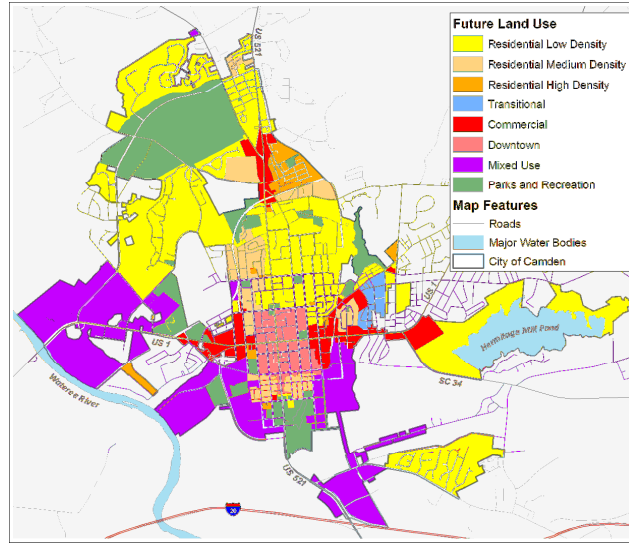 US 521
Future Land Use
Residential Low Density
Residential Medium Density
Residential High Density
Transitional
Commercial
Downtown
Mixed Use
Parks and Recreation
Map Features
Roads
Major Water Bodies
City of Camden
US 1
Hermitage Mill Pond
US 1
SC 34
Wateree River
US 521
20